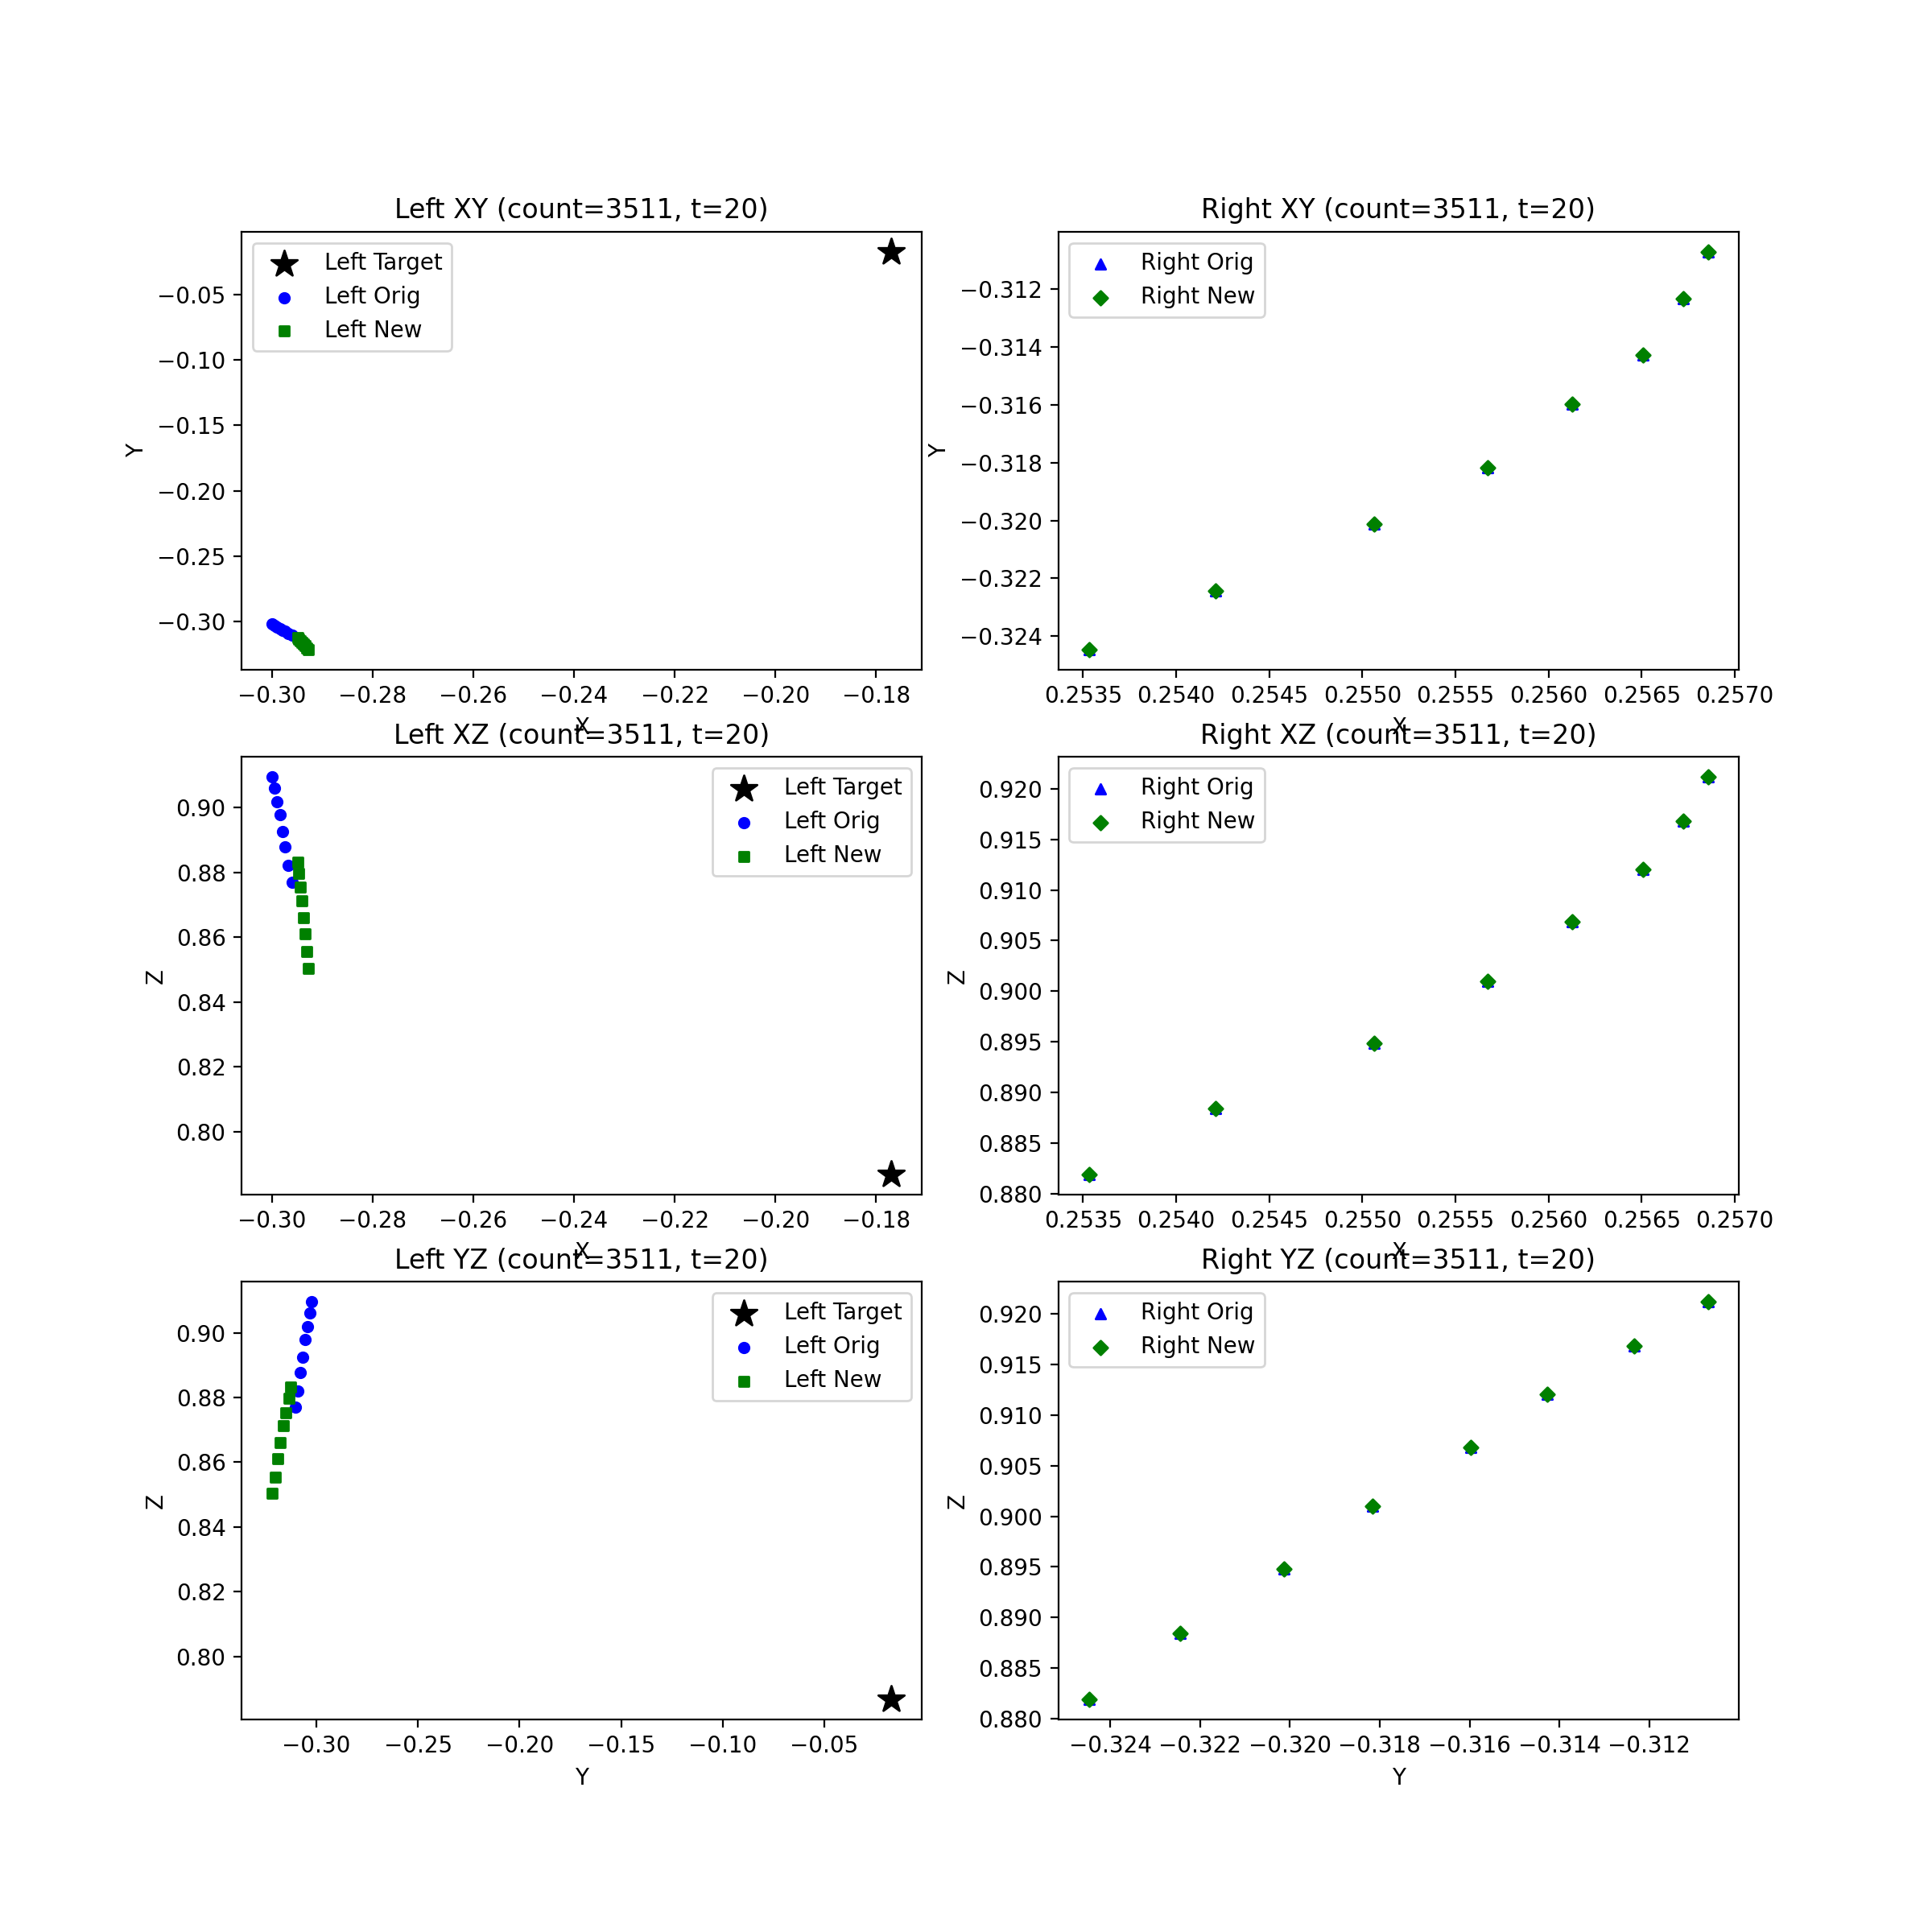 Left XY (count=3511, t=20)
Left Target
Left Orig
Left New
−0.05
−0.10
−0.15
−0.20
−0.25
−0.30
Y
−0.30 −0.28 −0.26 −0.24 −0.22 −0.20 −0.18
X
Right XY (count=3511, t=20)
Right Orig
Right New
−0.312
−0.314
−0.316
−0.318
−0.320
−0.322
−0.324
Y
0.2535 0.2540 0.2545 0.2550 0.2555 0.2560 0.2565 0.2570
X
Left XZ (count=3511, t=20)
Left Target
Left Orig
Left New
0.90
0.88
0.86
0.84
0.82
0.80
Z
−0.30 −0.28 −0.26 −0.24 −0.22 −0.20 −0.18
X
Right XZ (count=3511, t=20)
Right Orig
Right New
0.920
0.915
0.910
0.905
0.900
0.895
0.890
0.885
0.880
Z
0.2535 0.2540 0.2545 0.2550 0.2555 0.2560 0.2565 0.2570
X
Left YZ (count=3511, t=20)
Left Target
Left Orig
Left New
0.90
0.88
0.86
0.84
0.82
0.80
Z
−0.30 −0.25 −0.20 −0.15 −0.10 −0.05
Y
Right YZ (count=3511, t=20)
Right Orig
Right New
0.920
0.915
0.910
0.905
0.900
0.895
0.890
0.885
0.880
Z
−0.324 −0.322 −0.320 −0.318 −0.316 −0.314 −0.312
Y